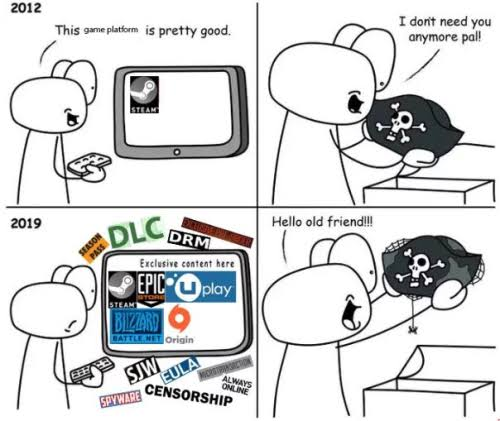 2012
This game platform is pretty good.
STEAM
I don't need you
anymore pal!
2019
SEASON
PASS
DLC
DRM
Exclusive content here
STEAM
EPIC
STORE
Uplay
BLIZZARD
BATTLE.NET
Origin
SJW
EULA
MICROTRANSACTION
ALWAYS
ONLINE
SPYWARE
CENSORSHIP
Hello old friend!!!